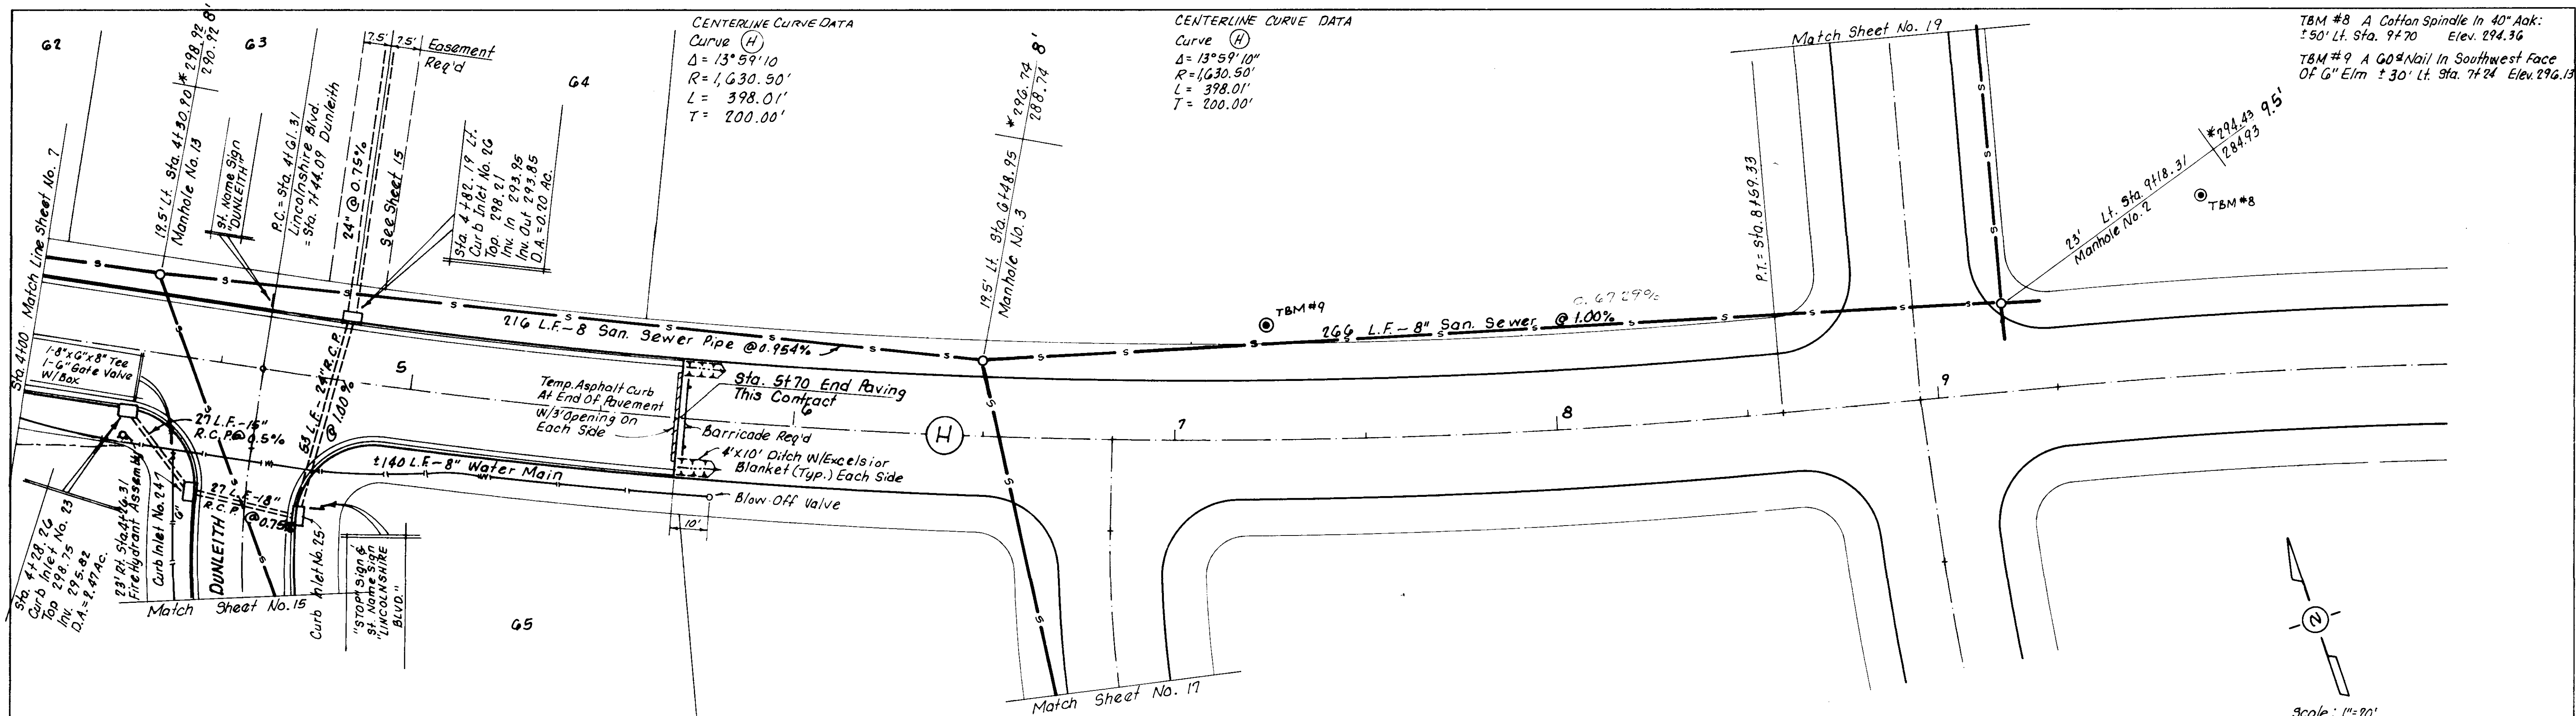 62
63
64
65
Match Line Sheet No. 7
Sta. 4+00
19.5' Lt. Sta. 4+30.90
Manhole No. 13
* 298.92 8'
290.92
St. Name Sign
"DUNLEITH"
P.C. = Sta. 4+61.31
Lincolnshire Blvd.
= Sta. 7+44.09 Dunleith
7.5' 7.5' Easement
Req'd
24" @ 0.75%
See Sheet 15
Sta. 4+82.19 Lt.
Curb Inlet No. 26
Top. 298.21
Inv. In 293.95
Inv. Out 293.85
D.A. = 0.20 Ac.
CENTERLINE CURVE DATA
Curve H
Δ = 13°59'10
R = 1,630.50'
L = 398.01'
T = 200.00'
19.5' Lt. Sta. 6+48.95
Manhole No. 3
* 296.74 8'
288.74
CENTERLINE CURVE DATA
Curve H
Δ = 13°59'10"
R = 1,630.50'
L = 398.01'
T = 200.00'
P.T. = Sta. 8+59.33
Match Sheet No. 19
TBM #8 A Cotton Spindle In 40" Aak:
±50' Lt. Sta. 9+70 Elev. 294.36
TBM #9 A 60d Nail In Southwest Face
Of 6" Elm ±30' Lt. Sta. 7+24 Elev. 296.13
23' Lt. Sta. 9+18.31
Manhole No. 2
* 294.43 9.5'
284.93
TBM #8
TBM #9
216 L.F. - 8 San. Sewer Pipe @ 0.954%
0.6729%
266 L.F. - 8" San. Sewer @ 1.00%
5
6
7
8
9
H
1-8"x6"x8" Tee
1-6" Gate Valve
W/Box
27 L.F. - 15"
R.C.P. @ 0.5%
53 L.F. - 24" R.C.P.
@ 1.00%
±140 L.F. - 8" Water Main
27 L.F. - 18"
R.C.P.
@ 0.75
Temp. Asphalt Curb
At End Of Pavement
W/3' Opening On
Each Side
Sta. 5+70 End Paving
This Contract
Barricade Req'd
4'x10' Ditch W/Excelsior
Blanket (Typ.) Each Side
Blow-Off Valve
10'
Sta. 4+28.26
Curb Inlet No. 23
Top 298.75
Inv. 295.82
D.A. = 2.47 Ac.
23' Rt. Sta. 4+26.31
Fire Hydrant Assembly
Curb Inlet No. 24
6"
DUNLEITH
Curb Inlet No. 25
"STOP" Sign &
St. Name Sign
"LINCOLNSHIRE
BLVD."
Match Sheet No. 15
Match Sheet No. 17
N
Scale: 1"=20'